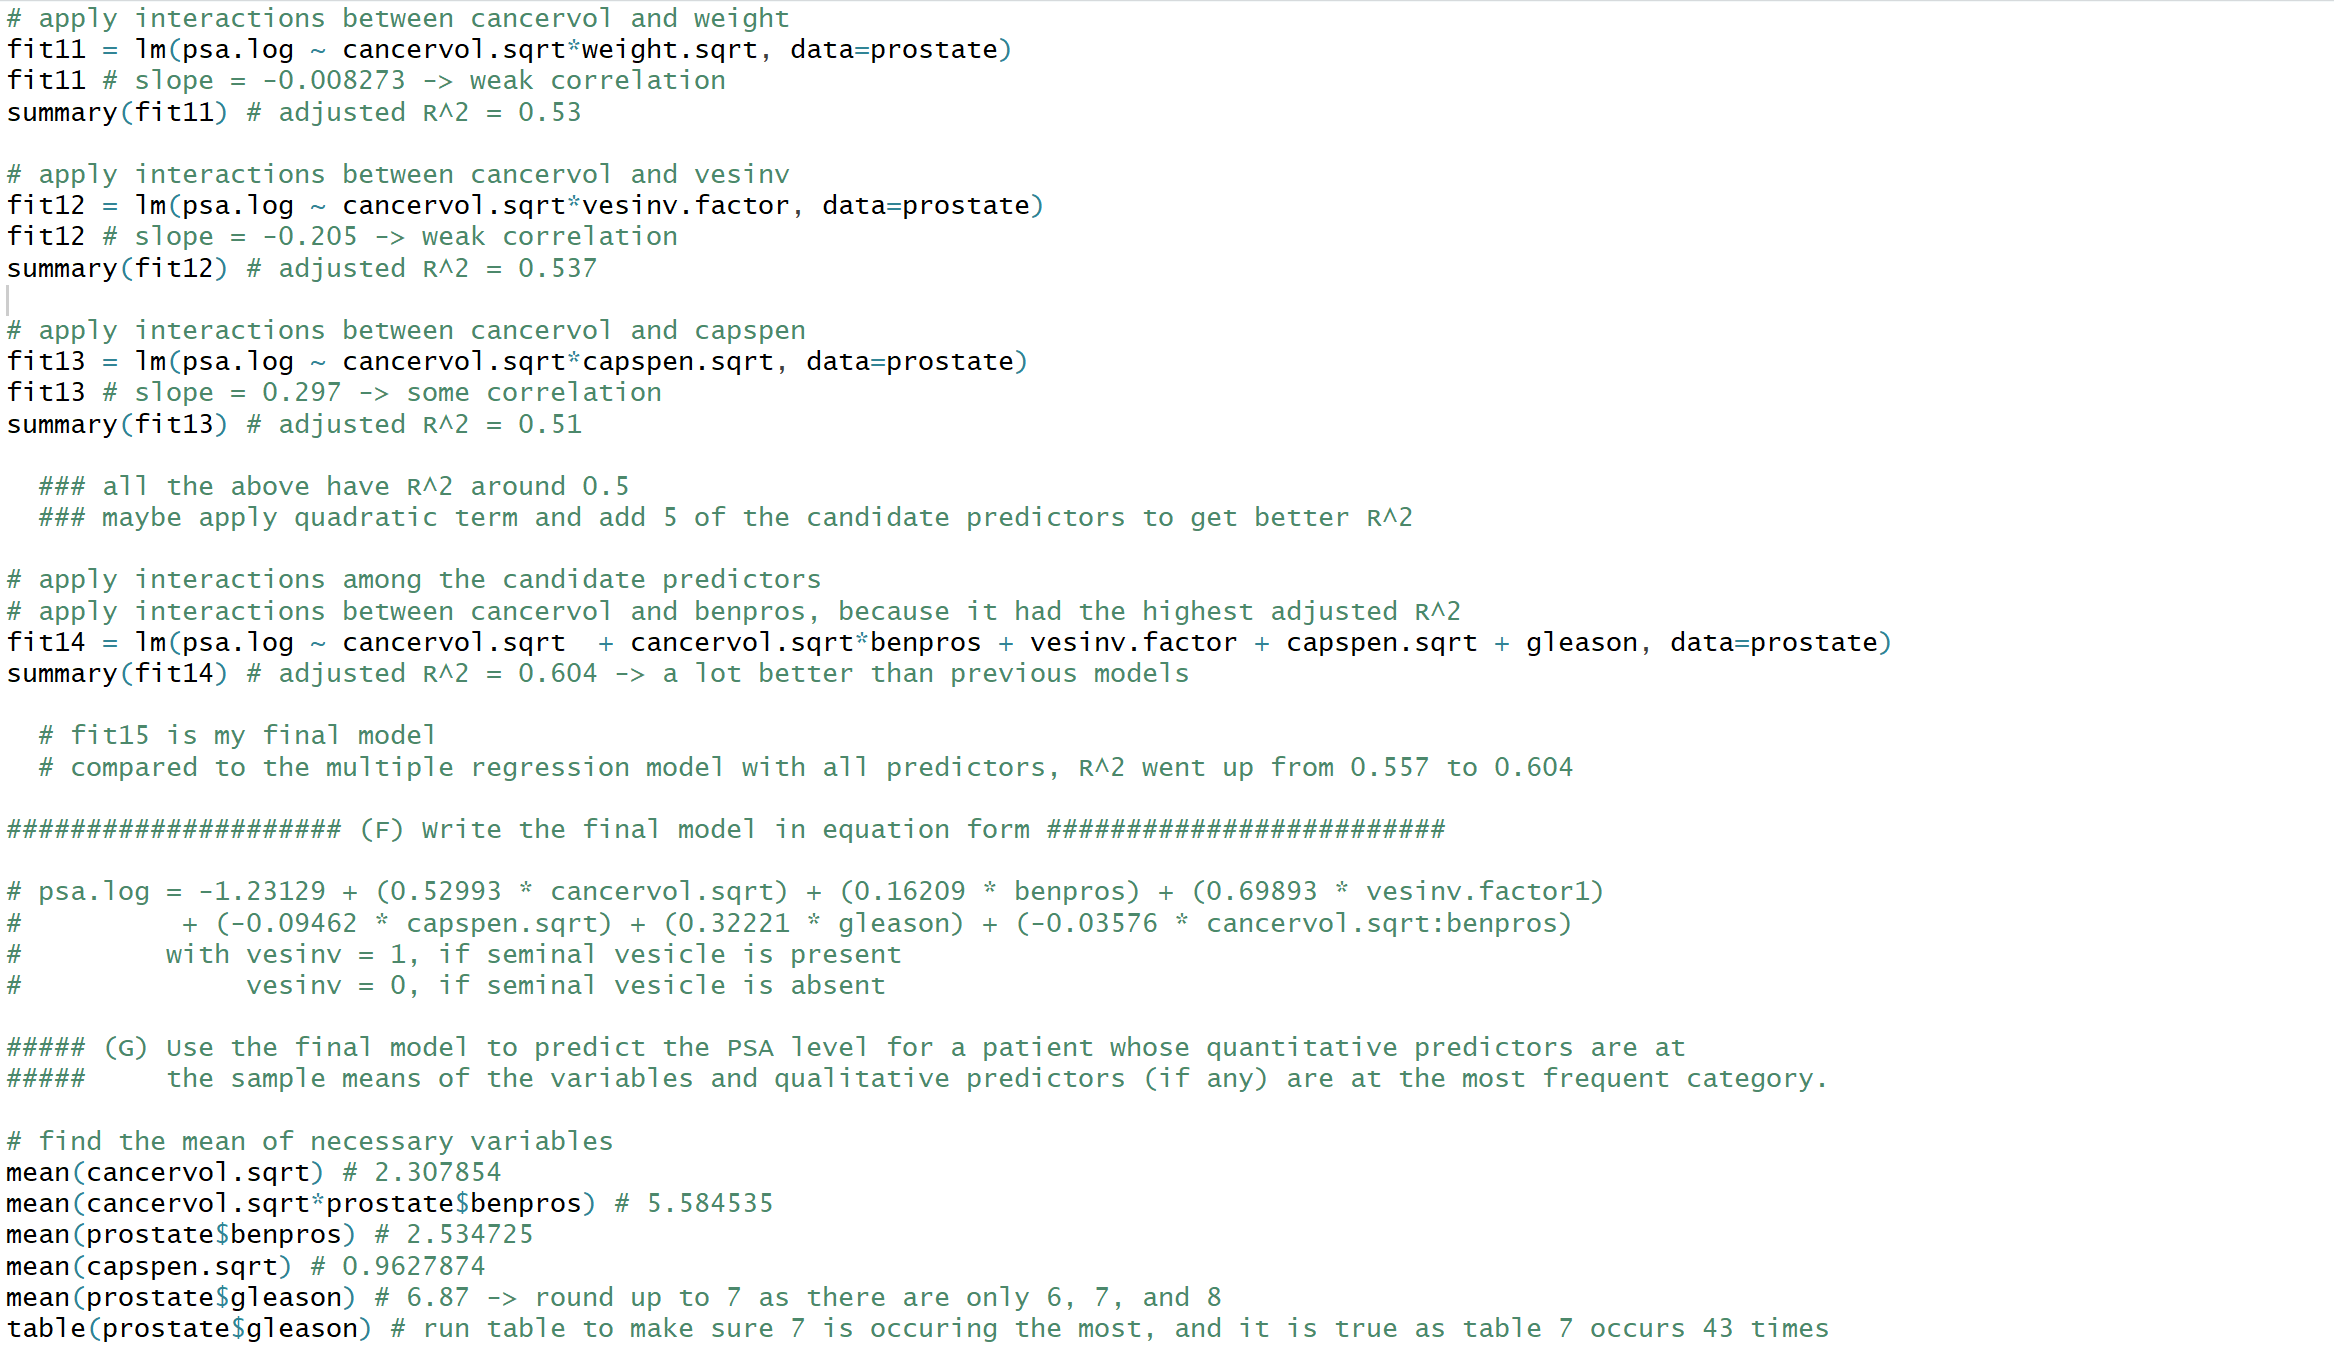 # apply interactions between cancervol and weight
fit11 = lm(psa.log ~ cancervol.sqrt*weight.sqrt, data=prostate)
fit11 # slope = -0.008273 -> weak correlation
summary(fit11) # adjusted R^2 = 0.53
# apply interactions between cancervol and vesinv
fit12 = lm(psa.log ~ cancervol.sqrt*vesinv.factor, data=prostate)
fit12 # slope = -0.205 -> weak correlation
summary(fit12) # adjusted R^2 = 0.537
# apply interactions between cancervol and capspen
fit13 = lm(psa.log ~ cancervol.sqrt*capspen.sqrt, data=prostate)
fit13 # slope = 0.297 -> some correlation
summary(fit13) # adjusted R^2 = 0.51
### all the above have R^2 around 0.5
### maybe apply quadratic term and add 5 of the candidate predictors to get better R^2
# apply interactions among the candidate predictors
# apply interactions between cancervol and benpros, because it had the highest adjusted R^2
fit14 = lm(psa.log ~ cancervol.sqrt  + cancervol.sqrt*benpros + vesinv.factor + capspen.sqrt + gleason, data=prostate)
summary(fit14) # adjusted R^2 = 0.604 -> a lot better than previous models
# fit15 is my final model
# compared to the multiple regression model with all predictors, R^2 went up from 0.557 to 0.604
##################### (F) Write the final model in equation form #########################
# psa.log = -1.23129 + (0.52993 * cancervol.sqrt) + (0.16209 * benpros) + (0.69893 * vesinv.factor1)
#          + (-0.09462 * capspen.sqrt) + (0.32221 * gleason) + (-0.03576 * cancervol.sqrt:benpros)
#         with vesinv = 1, if seminal vesicle is present
#              vesinv = 0, if seminal vesicle is absent
##### (G) Use the final model to predict the PSA level for a patient whose quantitative predictors are at
#####     the sample means of the variables and qualitative predictors (if any) are at the most frequent category.
# find the mean of necessary variables
mean(cancervol.sqrt) # 2.307854
mean(cancervol.sqrt*prostate$benpros) # 5.584535
mean(prostate$benpros) # 2.534725
mean(capspen.sqrt) # 0.9627874
mean(prostate$gleason) # 6.87 -> round up to 7 as there are only 6, 7, and 8
table(prostate$gleason) # run table to make sure 7 is occuring the most, and it is true as table 7 occurs 43 times